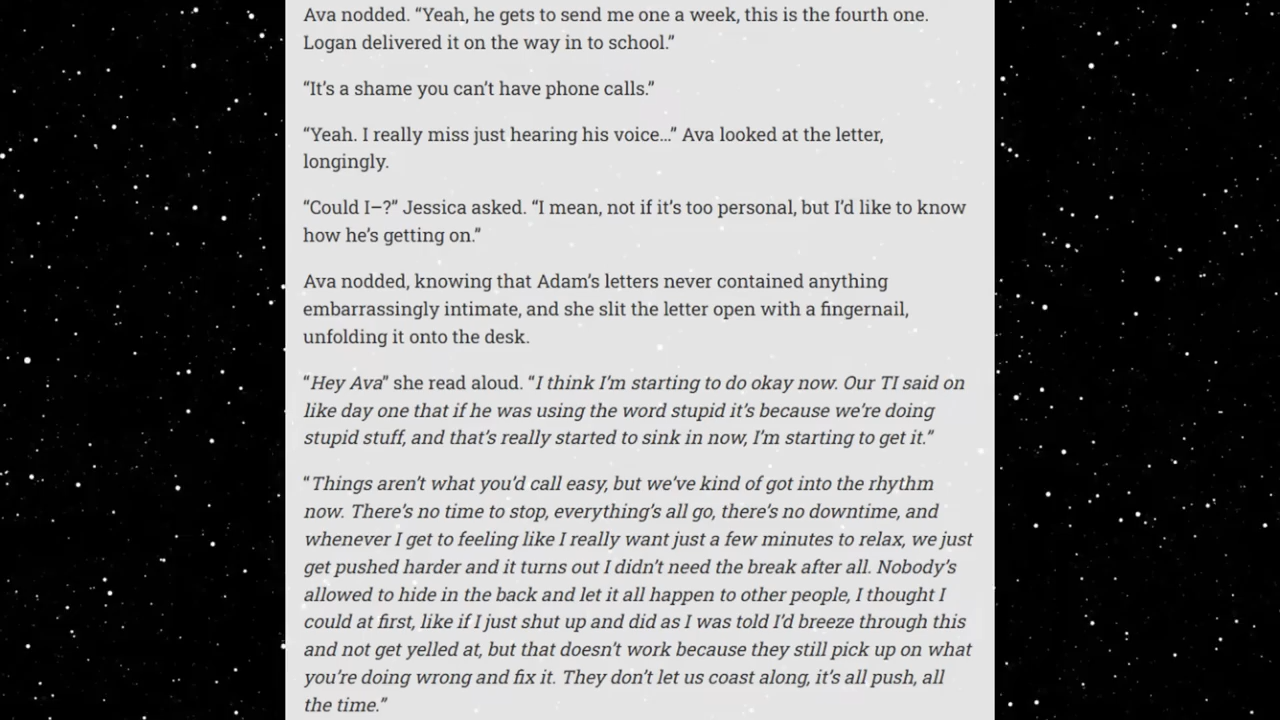 Ava nodded. “Yeah, he gets to send me one a week, this is the fourth one.
Logan delivered it on the way in to school.”
“It’s a shame you can’t have phone calls.”
“Yeah. I really miss just hearing his voice…” Ava looked at the letter,
longingly.
“Could I–?” Jessica asked. “I mean, not if it’s too personal, but I’d like to know
how he’s getting on.”
Ava nodded, knowing that Adam’s letters never contained anything
embarrassingly intimate, and she slit the letter open with a fingernail,
unfolding it onto the desk.
“Hey Ava” she read aloud. “I think I’m starting to do okay now. Our TI said on
like day one that if he was using the word stupid it’s because we’re doing
stupid stuff, and that’s really started to sink in now, I’m starting to get it.”
“Things aren’t what you’d call easy, but we’ve kind of got into the rhythm
now. There’s no time to stop, everything’s all go, there’s no downtime, and
whenever I get to feeling like I really want just a few minutes to relax, we just
get pushed harder and it turns out I didn’t need the break after all. Nobody’s
allowed to hide in the back and let it all happen to other people, I thought I
could at first, like if I just shut up and did as I was told I’d breeze through this
and not get yelled at, but that doesn’t work because they still pick up on what
you’re doing wrong and fix it. They don’t let us coast along, it’s all push, all
the time.”